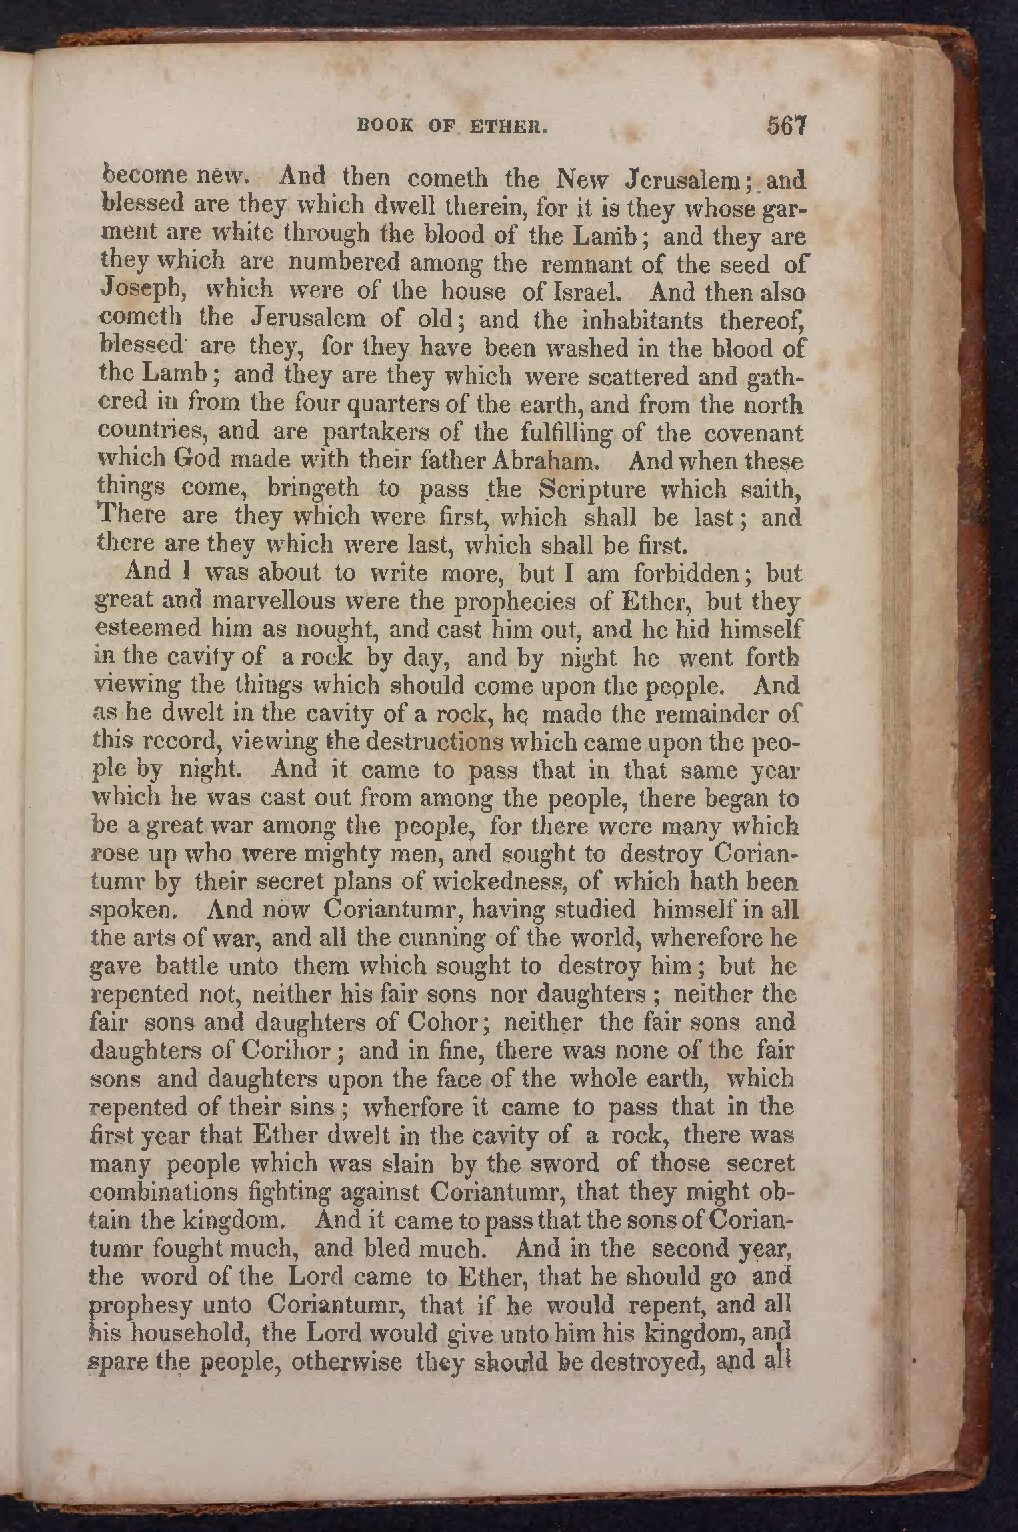 BOOK OF ETHER. 567
become new. And then cometh the New Jerusalem; and
blessed are they which dwell therein, for it is they whose gar-
ment are white through the blood of the Lamb; and they are
they which are numbered among the remnant of the seed of
Joseph, which were of the house of Israel. And then also
cometh the Jerusalem of old; and the inhabitants thereof,
blessed are they, for they have been washed in the blood of
the Lamb; and they are they which were scattered and gath-
ered in from the four quarters of the earth, and from the north
countries, and are partakers of the fulfilling of the covenant
which God made with their father Abraham. And when these
things come, bringeth to pass the Scripture which saith,
There are they which were first, which shall be last; and
there are they which were last, which shall be first.
And I was about to write more, but I am forbidden; but
great and marvellous were the prophecies of Ether, but they
esteemed him as nought, and cast him out, and he hid himself
in the cavity of a rock by day, and by night he went forth
viewing the things which should come upon the people. And
as he dwelt in the cavity of a rock, he made the remainder of
this record, viewing the destructions which came upon the peo-
ple by night. And it came to pass that in that same year
which he was cast out from among the people, there began to
be a great war among the people, for there were many which
rose up who were mighty men, and sought to destroy Corian-
tumr by their secret plans of wickedness, of which hath been
spoken. And now Coriantumr, having studied himself in all
the arts of war, and all the cunning of the world, wherefore he
gave battle unto them which sought to destroy him; but he
repented not, neither his fair sons nor daughters; neither the
fair sons and daughters of Cohor; neither the fair sons and
daughters of Corihor; and in fine, there was none of the fair
sons and daughters upon the face of the whole earth, which
repented of their sins; wherfore it came to pass that in the
first year that Ether dwelt in the cavity of a rock, there was
many people which was slain by the sword of those secret
combinations fighting against Coriantumr, that they might ob-
tain the kingdom. And it came to pass that the sons of Corian-
tumr fought much, and bled much. And in the second year,
the word of the Lord came to Ether, that he should go and
prophesy unto Coriantumr, that if he would repent, and all
his household, the Lord would give unto him his kingdom, and
spare the people, otherwise they should be destroyed, and all